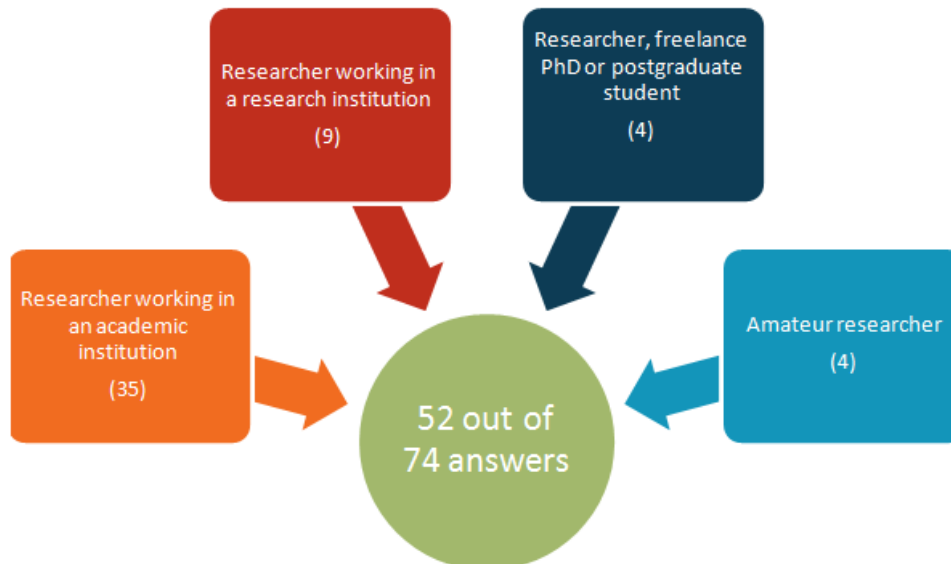 Researcher working in
a research institution
(9)
Researcher, freelance
PhD or postgraduate
student
(4)
Researcher working in
an academic
institution
(35)
Amateur researcher
(4)
52 out of
74 answers